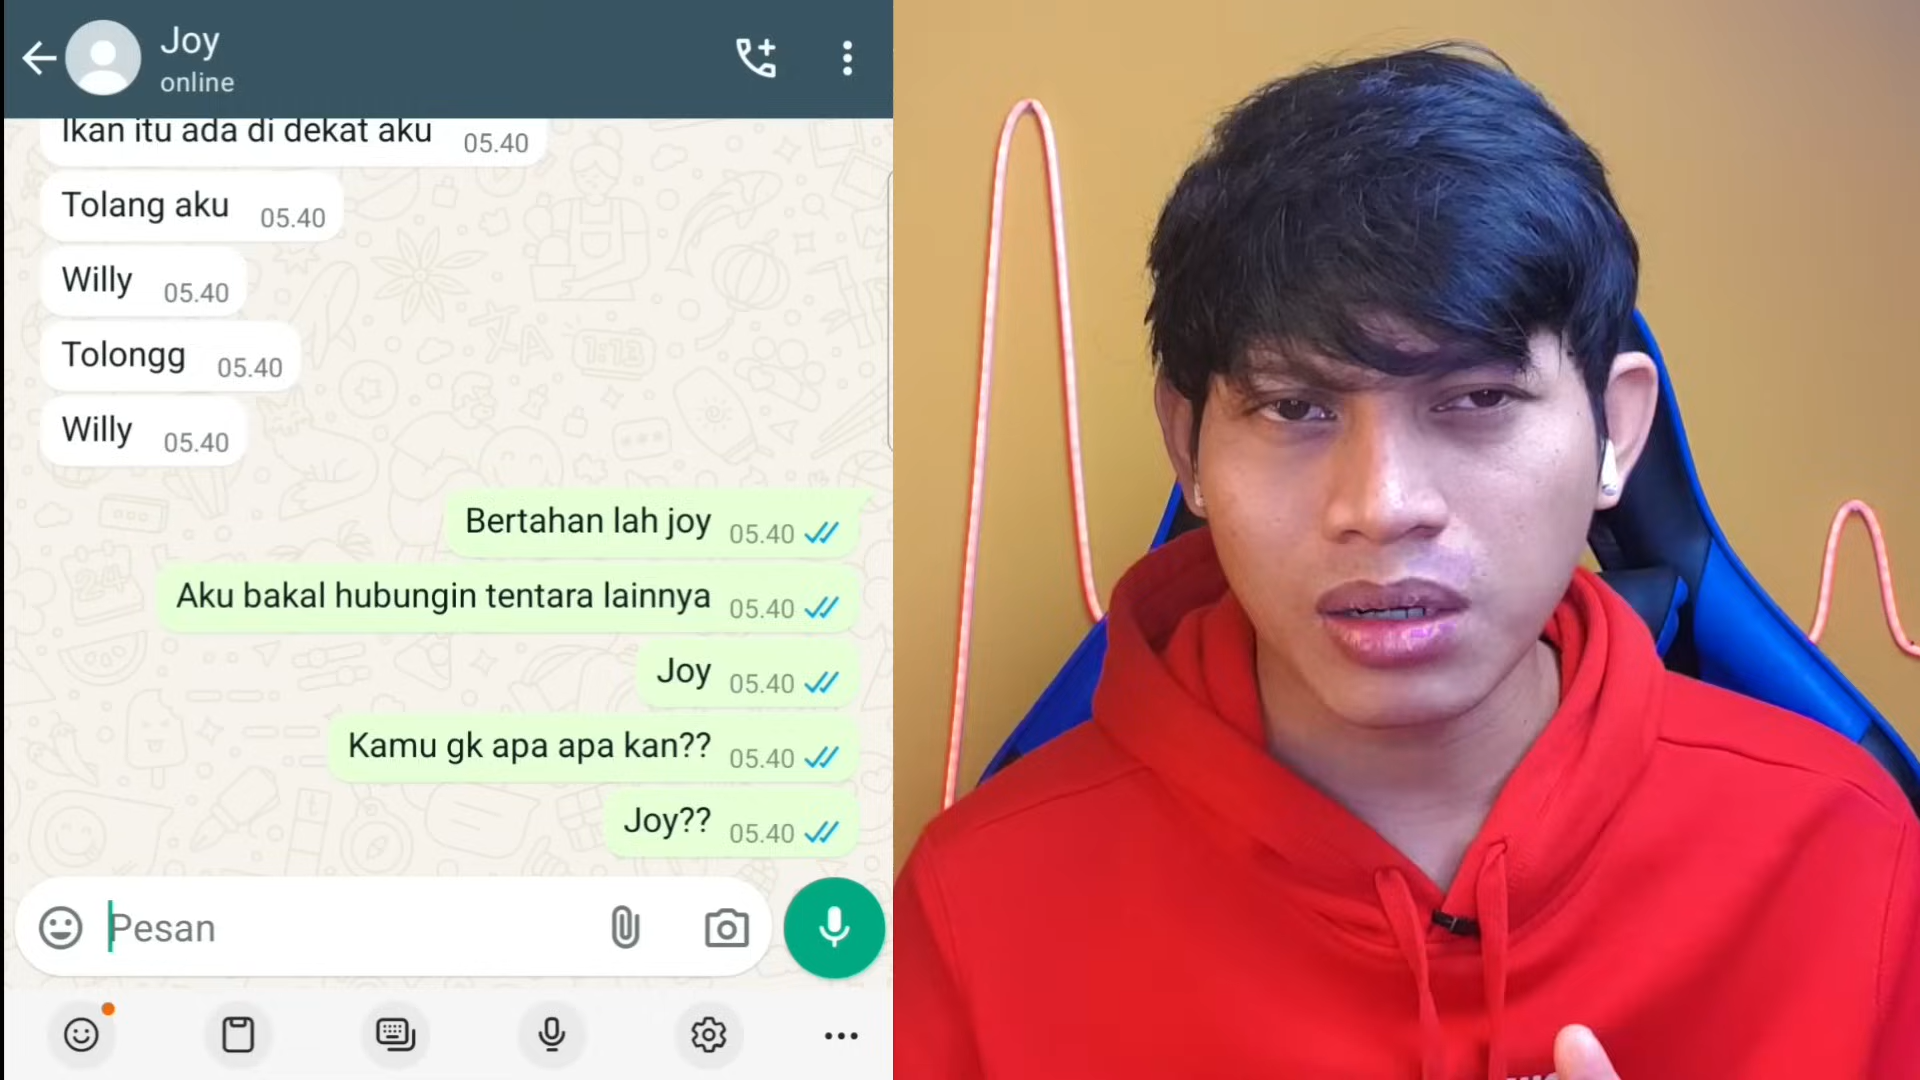 Joy
online
Ikan itu ada di dekat aku 05.40
Tolang aku 05.40
Willy 05.40
Tolongg 05.40
Willy 05.40
Bertahan lah joy 05.40
Aku bakal hubungin tentara lainnya 05.40
Joy 05.40
Kamu gk apa apa kan?? 05.40
Joy?? 05.40
Pesan